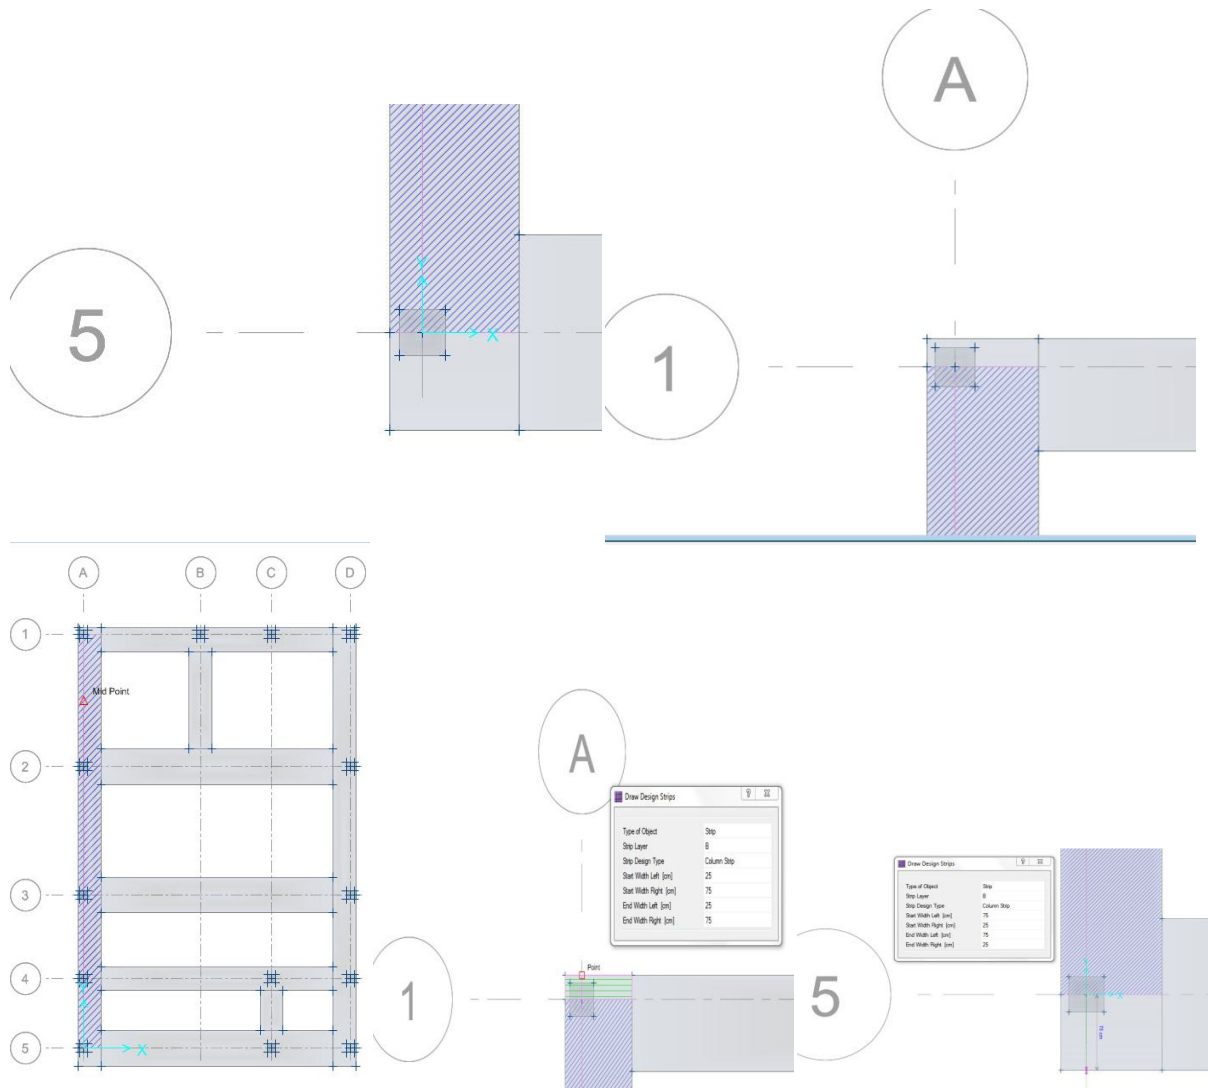 A
5
Y
X
1
A B C D
1
Mid Point
2
3
4
5
X
A
Draw Design Strips
Type of Object Strip
Strip Layer B
Strip Design Type Column Strip
Start Width Left [cm] 25
Start Width Right [cm] 75
End Width Left [cm] 25
End Width Right [cm] 75
Point
1
Draw Design Strips
Type of Object Strip
Strip Layer B
Strip Design Type Column Strip
Start Width Left [cm] 75
Start Width Right [cm] 25
End Width Left [cm] 75
End Width Right [cm] 25
5
X
75 cm